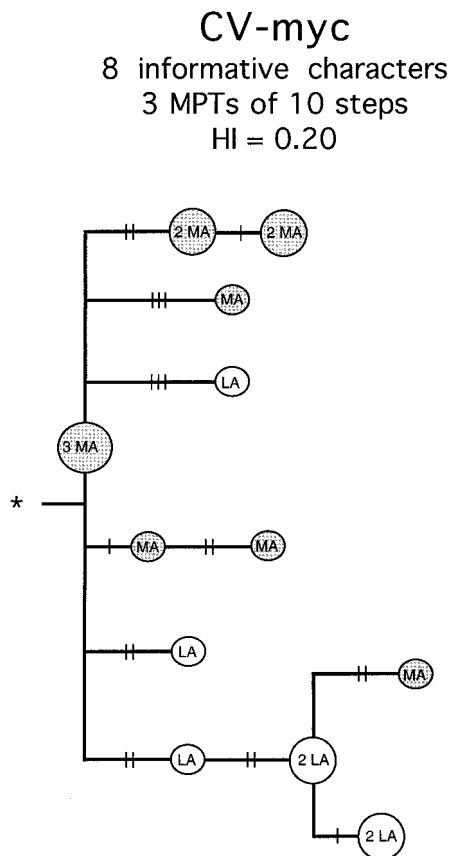 CV-myc
8 informative characters
3 MPTs of 10 steps
HI = 0.20
2 MA
2 MA
MA
LA
3 MA
*
MA
MA
LA
MA
LA
2 LA
2 LA